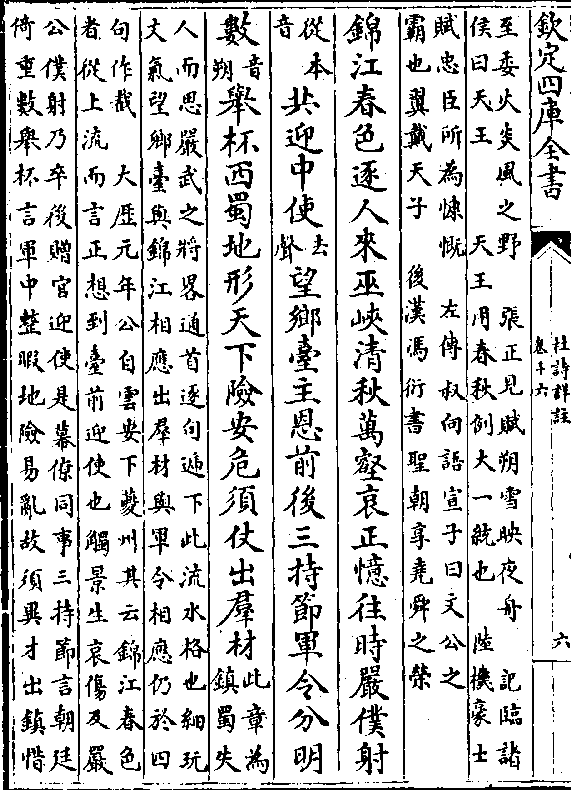 欽定四庫全書
杜詩詳註
卷十六
六
至委火炎風之野　張正見賦朔雪映夜舟　記臨諸
侯曰天王　天王用春秋例大一統也　陸機豪士
賦忠臣所為慷慨　左傳叔向語宣子曰文公之
霸也翼戴天子　後漢馮衍書聖朝享堯舜之榮
錦江春色逐人來巫峽清秋萬壑哀正憶往時嚴僕射
從本音共迎中使去聲望鄉臺主恩前後三持節軍令分明
數音朔舉杯西蜀地形天下險安危須仗出羣材此章為鎮蜀失
人而思嚴武之將畧通首逐句遞下此流水格也細玩
文氣望鄉臺與錦江相應出羣材與軍令相應仍於四
句作截　大歷元年公自雲安下夔州其云錦江春色
者從上流而言正想到臺前迎使也觸景生哀傷及嚴
公僕射乃卒後贈官迎使是幕僚同事三持節言朝廷
倚重數舉杯言軍中整暇地險易亂故須異才出鎮惜